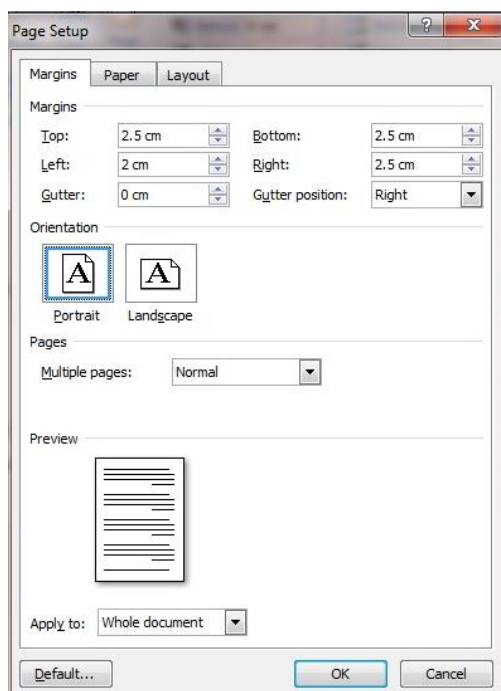 Page Setup
Margins Paper Layout
Margins
Top: 2.5 cm Bottom: 2.5 cm
Left: 2 cm Right: 2.5 cm
Gutter: 0 cm Gutter position: Right
Orientation
A A
Portrait Landscape
Pages
Multiple pages: Normal
Preview
Apply to: Whole document
Default... OK Cancel